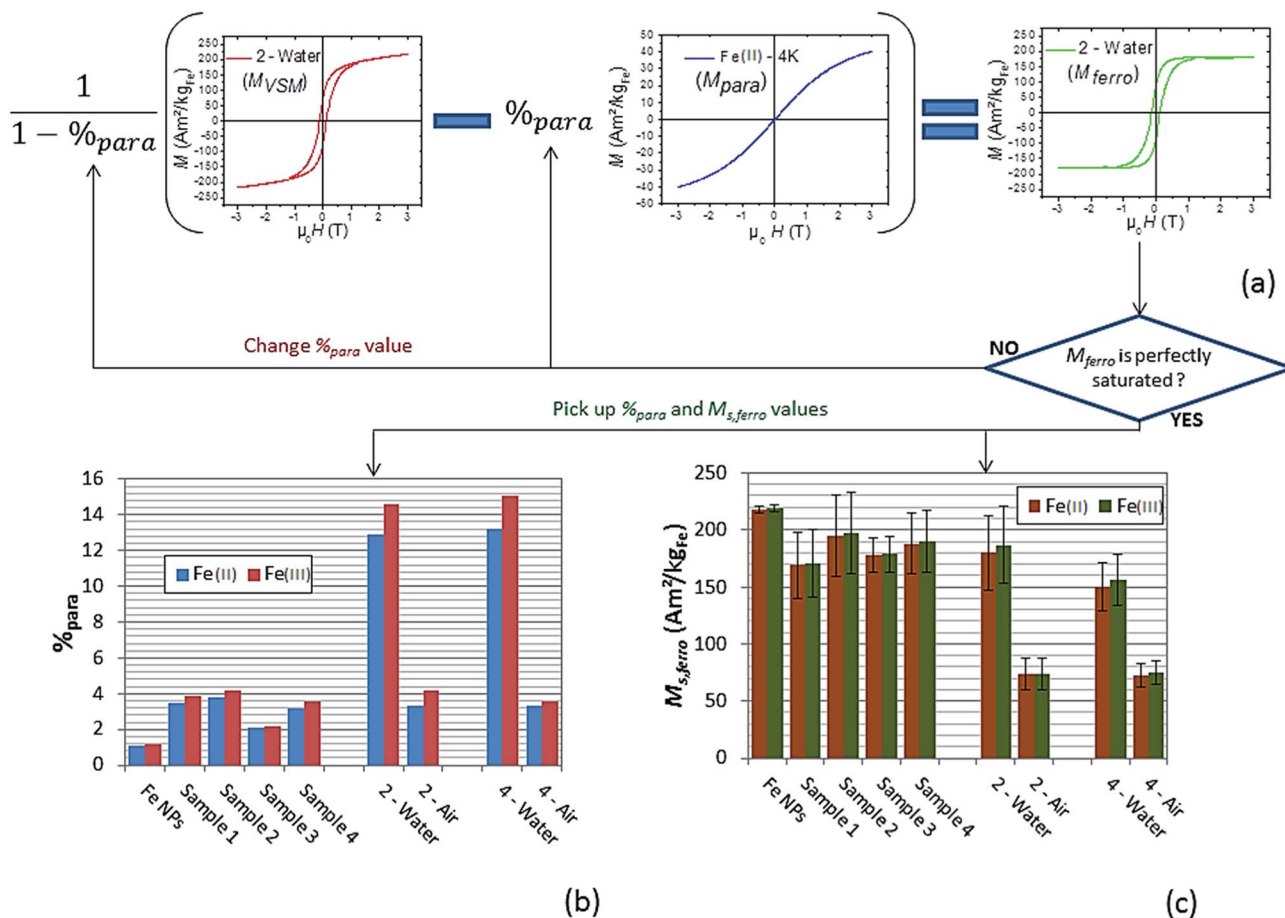 1
1 − %para
250
200
150
100
50
0
-50
-100
-150
-200
-250
M (Am²/kgFe)
2 - Water
(MVSM)
-3 -2 -1 0 1 2 3
μ₀H (T)
%para
50
40
30
20
10
0
-10
-20
-30
-40
-50
M (Am²/kgFe)
Fe(II) - 4K
(Mpara)
-3 -2 -1 0 1 2 3
μ₀H (T)
250
200
150
100
50
0
-50
-100
-150
-200
-250
M (Am²/kgFe)
2 - Water
(Mferro)
-3 -2 -1 0 1 2 3
μ₀H (T)
(a)
Change %para value
NO
Mferro is perfectly
saturated ?
YES
Pick up %para and Ms,ferro values
16
14
12
10
8
6
4
2
0
%para
Fe(II) Fe(III)
Fe NPs
Sample 1
Sample 2
Sample 3
Sample 4
2 - Water
2 - Air
4 - Water
4 - Air
(b)
250
200
150
100
50
0
Ms,ferro (Am²/kgFe)
Fe(II) Fe(III)
Fe NPs
Sample 1
Sample 2
Sample 3
Sample 4
2 - Water
2 - Air
4 - Water
4 - Air
(c)